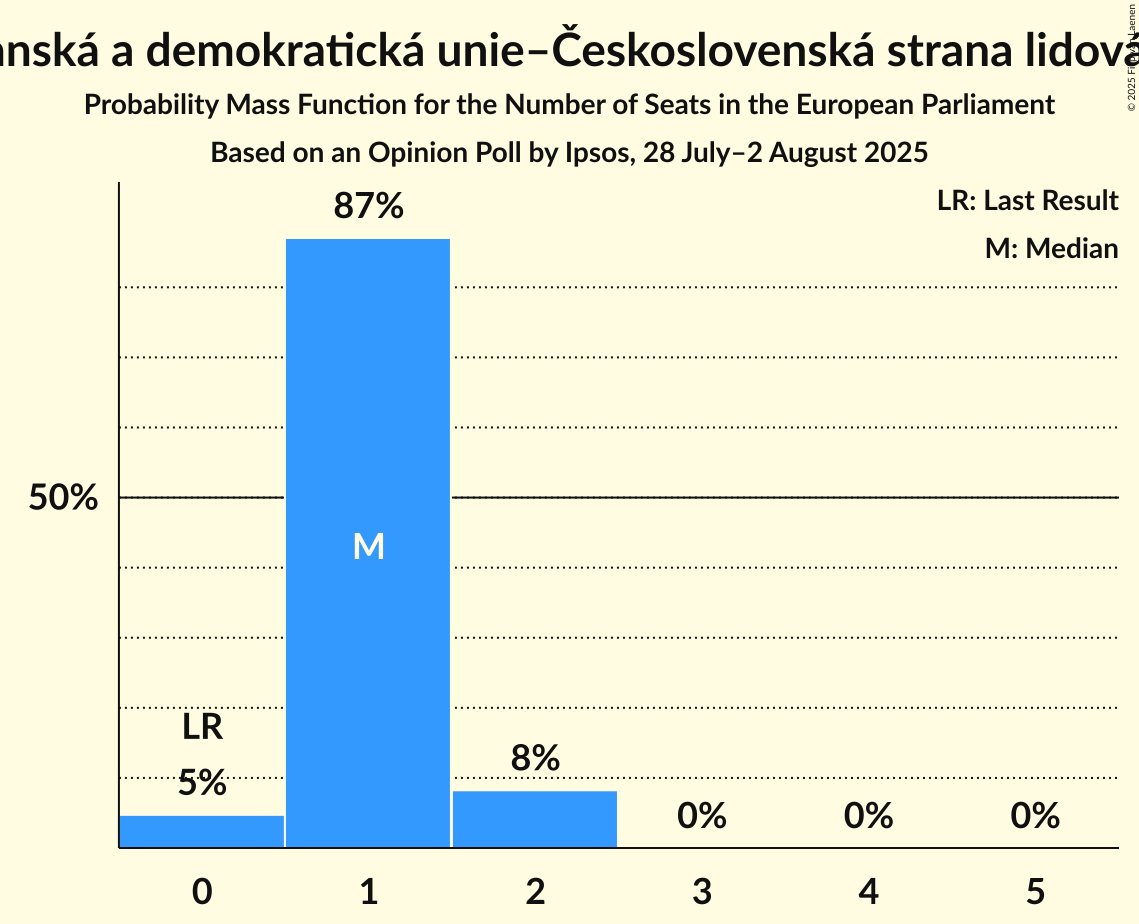 nská a demokratická unie–Československá strana lidov
Probability Mass Function for the Number of Seats in the European Parliament
Based on an Opinion Poll by Ipsos, 28 July–2 August 2025
© 2025 Laenen
LR: Last Result
M: Median
87%
50%
M
LR
5%
8%
0%
0%
0%
0
1
2
3
4
5